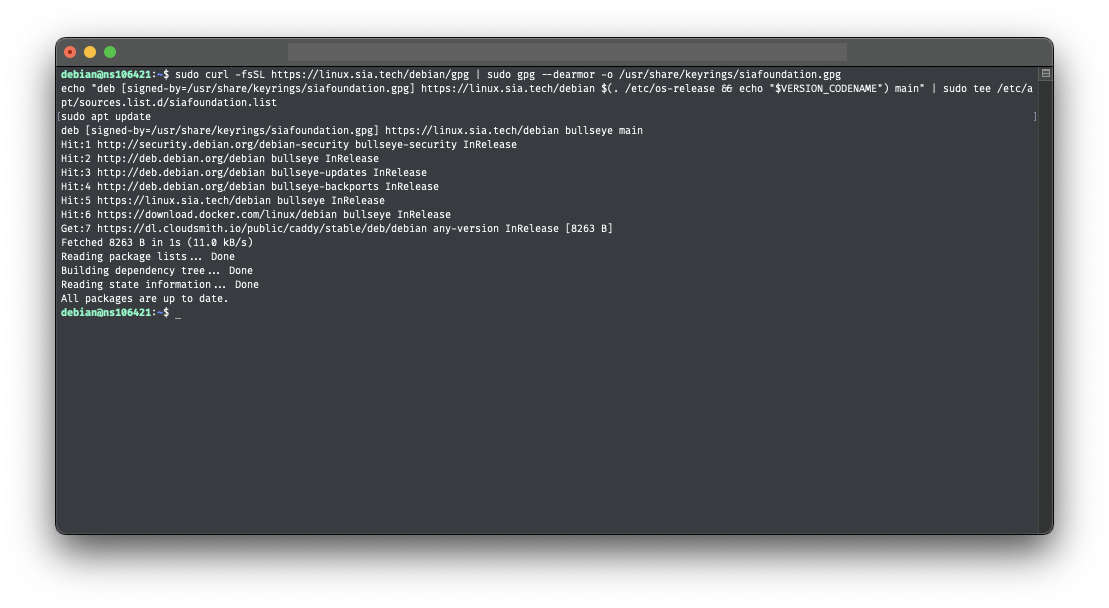 debian@ns106421:~$ sudo curl -fsSL https://linux.sia.tech/debian/gpg | sudo gpg --dearmor -o /usr/share/keyrings/siafoundation.gpg
echo "deb [signed-by=/usr/share/keyrings/siafoundation.gpg] https://linux.sia.tech/debian $(. /etc/os-release && echo "$VERSION_CODENAME") main" | sudo tee /etc/a
pt/sources.list.d/siafoundation.list
[sudo apt update ]
deb [signed-by=/usr/share/keyrings/siafoundation.gpg] https://linux.sia.tech/debian bullseye main
Hit:1 http://security.debian.org/debian-security bullseye-security InRelease
Hit:2 http://deb.debian.org/debian bullseye InRelease
Hit:3 http://deb.debian.org/debian bullseye-updates InRelease
Hit:4 http://deb.debian.org/debian bullseye-backports InRelease
Hit:5 https://linux.sia.tech/debian bullseye InRelease
Hit:6 https://download.docker.com/linux/debian bullseye InRelease
Get:7 https://dl.cloudsmith.io/public/caddy/stable/deb/debian any-version InRelease [8263 B]
Fetched 8263 B in 1s (11.0 kB/s)
Reading package lists... Done
Building dependency tree... Done
Reading state information... Done
All packages are up to date.
debian@ns106421:~$ _